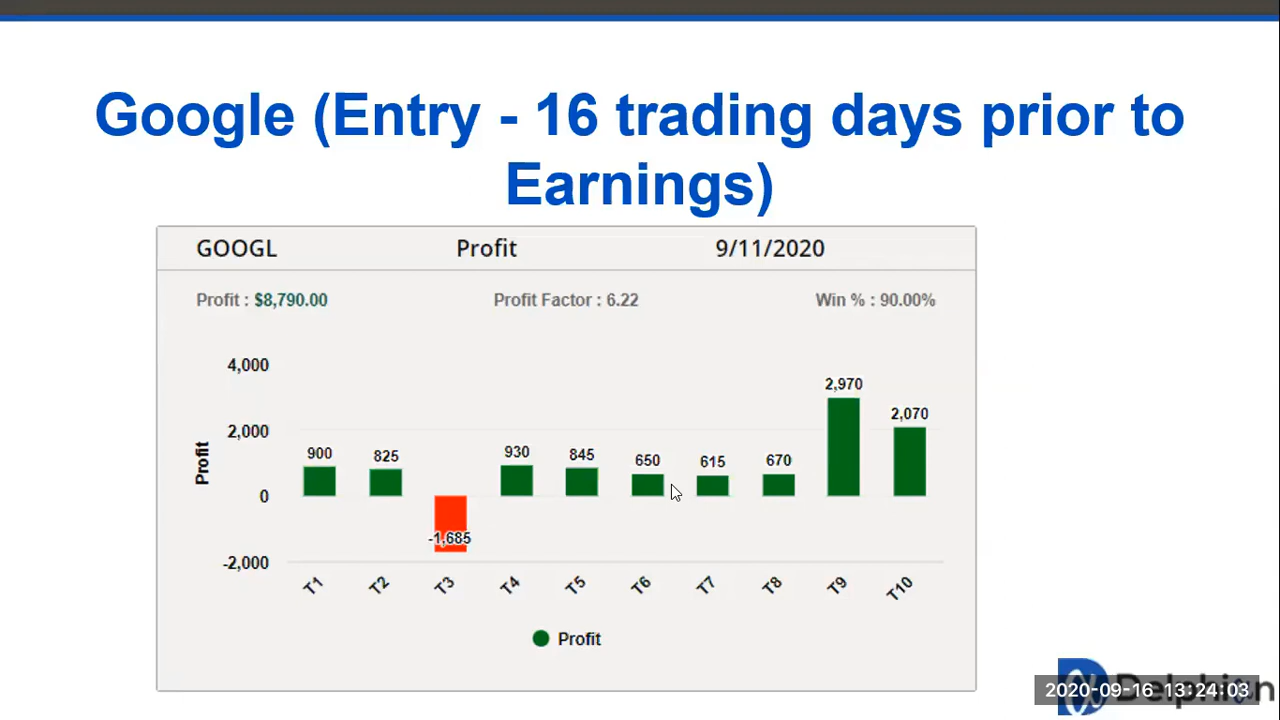 Google (Entry - 16 trading days prior to
Earnings)
GOOGL Profit 9/11/2020
Profit : $8,790.00 Profit Factor : 6.22 Win % : 90.00%
4,000
2,970
2,070
2,000
900 825 930 845 650 615 670
Profit
0
-1,685
-2,000
T1 T2 T3 T4 T5 T6 T7 T8 T9 T10
Profit
Delphian
2020-09-16 13:24:03